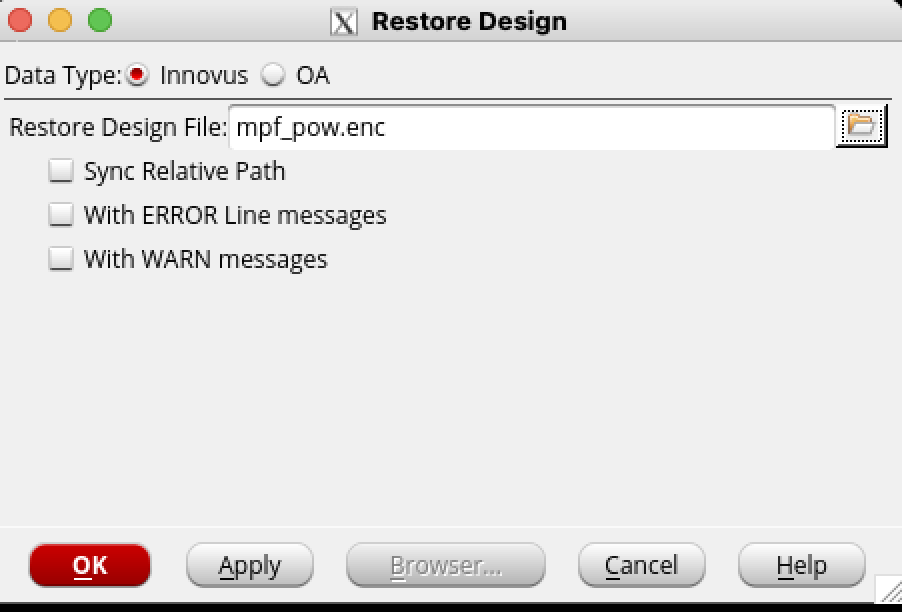 Restore Design
Data Type: Innovus OA
Restore Design File: mpf_pow.enc
Sync Relative Path
With ERROR Line messages
With WARN messages
OK Apply Browser... Cancel Help